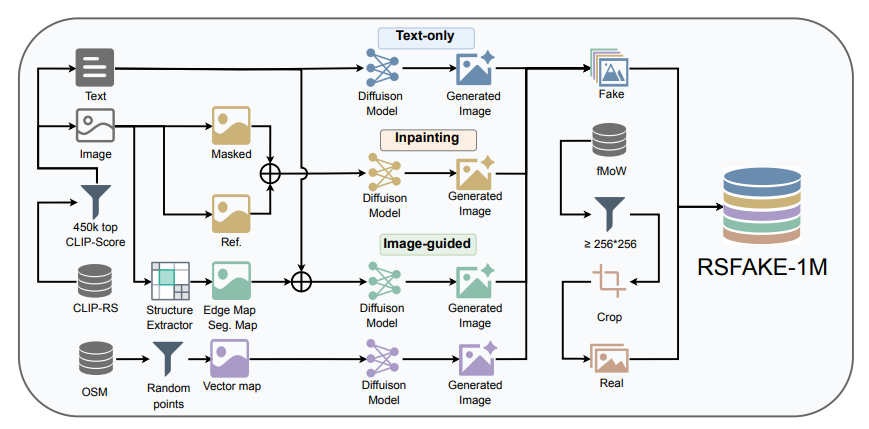 Text-only
Text
Diffuison
Model
Generated
Image
Fake
Image
Masked
Inpainting
fMoW
450k top
CLIP-Score
Ref.
Diffuison
Model
Generated
Image
≥ 256*256
Image-guided
CLIP-RS
Structure
Extractor
Edge Map
Seg. Map
Diffuison
Model
Generated
Image
Crop
RSFAKE-1M
OSM
Random
points
Vector map
Diffuison
Model
Generated
Image
Real